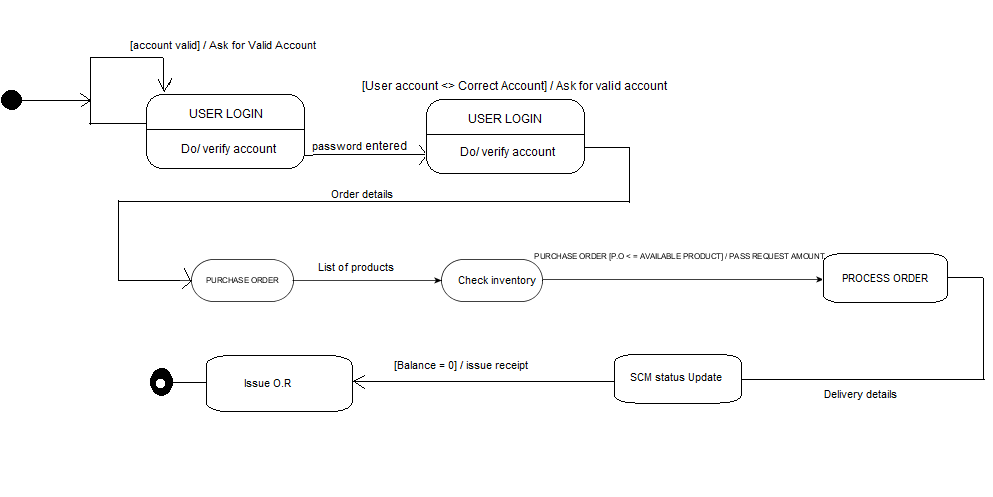 [account valid] / Ask for Valid Account
[User account <> Correct Account] / Ask for valid account
USER LOGIN
Do/ verify account
password entered
USER LOGIN
Do/ verify account
Order details
PURCHASE ORDER
List of products
Check inventory
PURCHASE ORDER [P.O < = AVAILABLE PRODUCT] / PASS REQUEST AMOUNT
PROCESS ORDER
Issue O.R
[Balance = 0] / issue receipt
SCM status Update
Delivery details